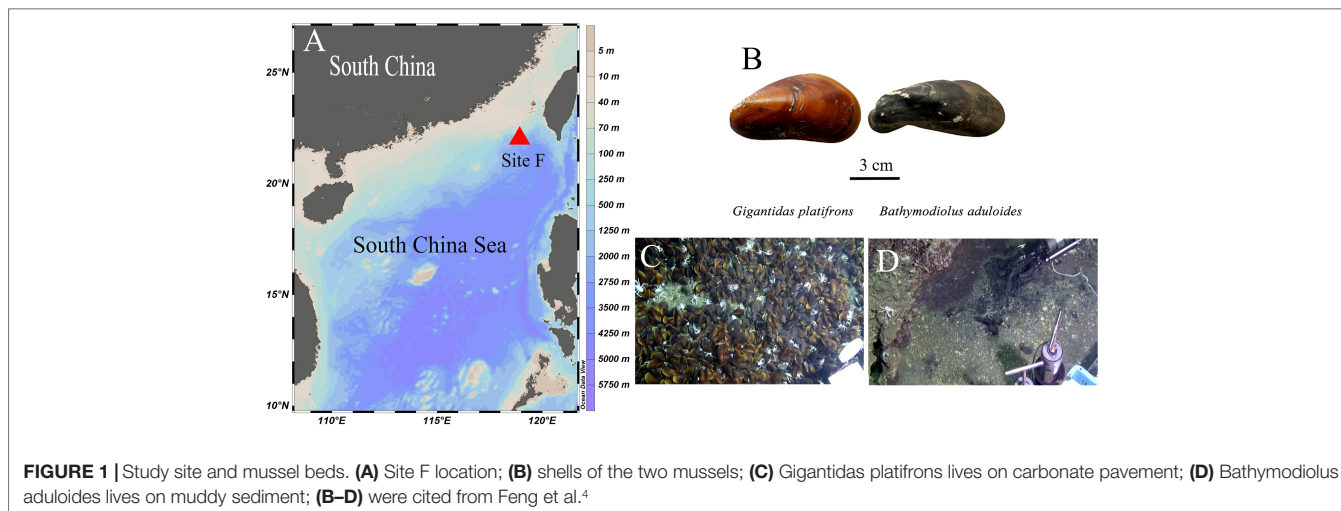 A
South China
25°N
20°N
15°N
10°N
Site F
South China Sea
110°E
115°E
120°E
5 m
10 m
40 m
70 m
100 m
250 m
500 m
1250 m
2000 m
2750 m
3500 m
4250 m
5000 m
5750 m
Ocean Data View
B
3 cm
Gigantidas platifrons
Bathymodiolus aduloides
C
D
FIGURE 1 | Study site and mussel beds. (A) Site F location; (B) shells of the two mussels; (C) Gigantidas platifrons lives on carbonate pavement; (D) Bathymodiolus
aduloides lives on muddy sediment; (B–D) were cited from Feng et al.⁴